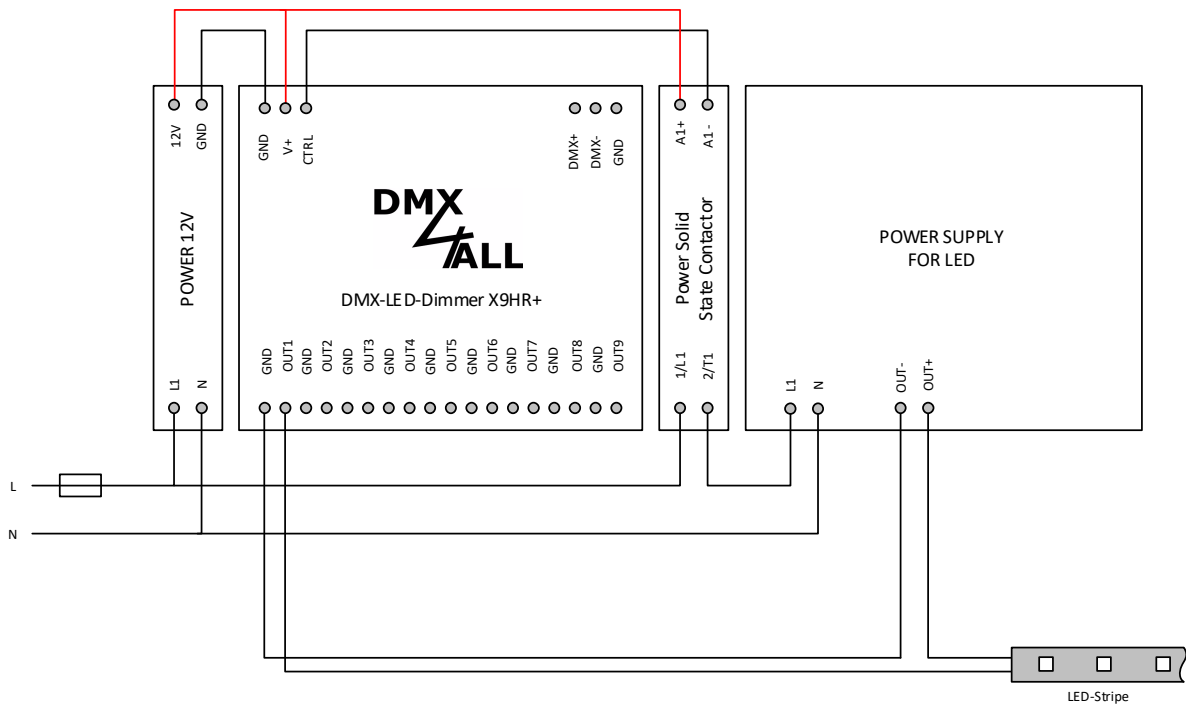 12V
GND
GND
V+
CTRL
DMX+
DMX-
GND
A1+
A1-
POWER 12V
DMX
4
ALL
DMX-LED-Dimmer X9HR+
Power Solid
State Contactor
POWER SUPPLY
FOR LED
L1
N
GND
OUT1
GND
OUT2
GND
OUT3
GND
OUT4
GND
OUT5
GND
OUT6
GND
OUT7
GND
OUT8
GND
OUT9
1/L1
2/T1
L1
N
OUT-
OUT+
L
N
LED-Stripe